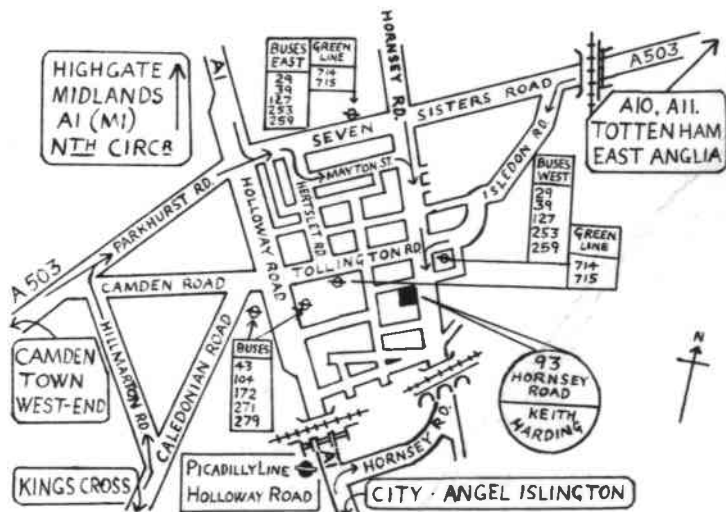 HIGHGATE
MIDLANDS
A1 (M1)
NTH CIRCR
A1
BUSES
EAST
29
39
127
253
259
GREEN
LINE
714
715
HORNSEY RD.
A503
A10, A11.
TOTTENHAM
EAST ANGLIA
SEVEN SISTERS ROAD
MAYTON ST.
HERTSLET RD.
ISLEDON RD.
BUSES
WEST
29
39
127
253
259
GREEN
LINE
714
715
PARKHURST RD.
A503
HOLLOWAY ROAD
TOLLINGTON RD.
CAMDEN ROAD
CAMDEN
TOWN
WEST-END
HILLMARTON RD
CALEDONIAN ROAD
BUSES
43
104
172
271
279
93
HORNSEY
ROAD
KEITH
HARDING
N
KINGS CROSS
PICADILLY LINE
HOLLOWAY ROAD
A1
HORNSEY RD.
CITY · ANGEL ISLINGTON